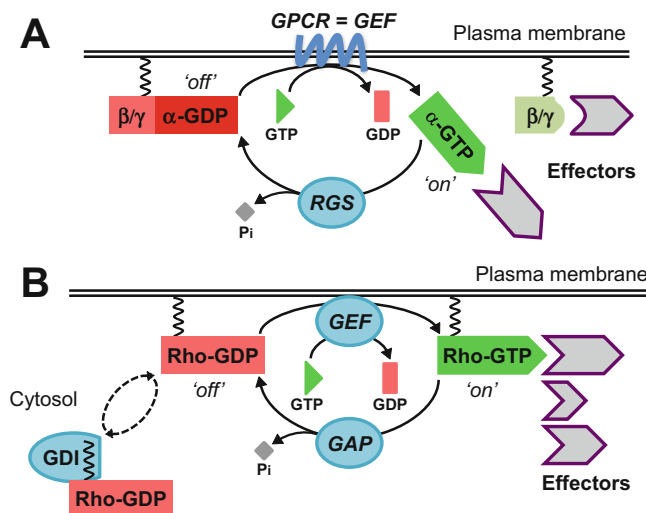 A
GPCR = GEF
Plasma membrane
'off'
β/γ α-GDP
GTP
GDP
α-GTP
β/γ
'on'
Effectors
RGS
Pi
Plasma membrane
B
GEF
Rho-GDP
Rho-GTP
'off'
GTP
GDP
'on'
Cytosol
GAP
Pi
GDI
Rho-GDP
Effectors